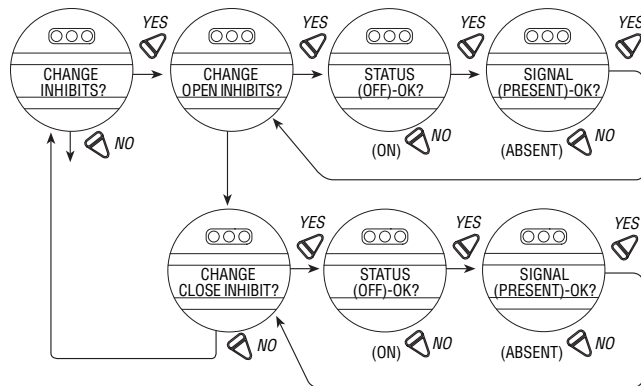 YES
YES
YES
YES
CHANGE
INHIBITS?
CHANGE
OPEN INHIBITS?
STATUS
(OFF)-OK?
SIGNAL
(PRESENT)-OK?
NO
(ON)
NO
(ABSENT)
NO
YES
YES
YES
CHANGE
CLOSE INHIBIT?
STATUS
(OFF)-OK?
SIGNAL
(PRESENT)-OK?
NO
(ON)
NO
(ABSENT)
NO